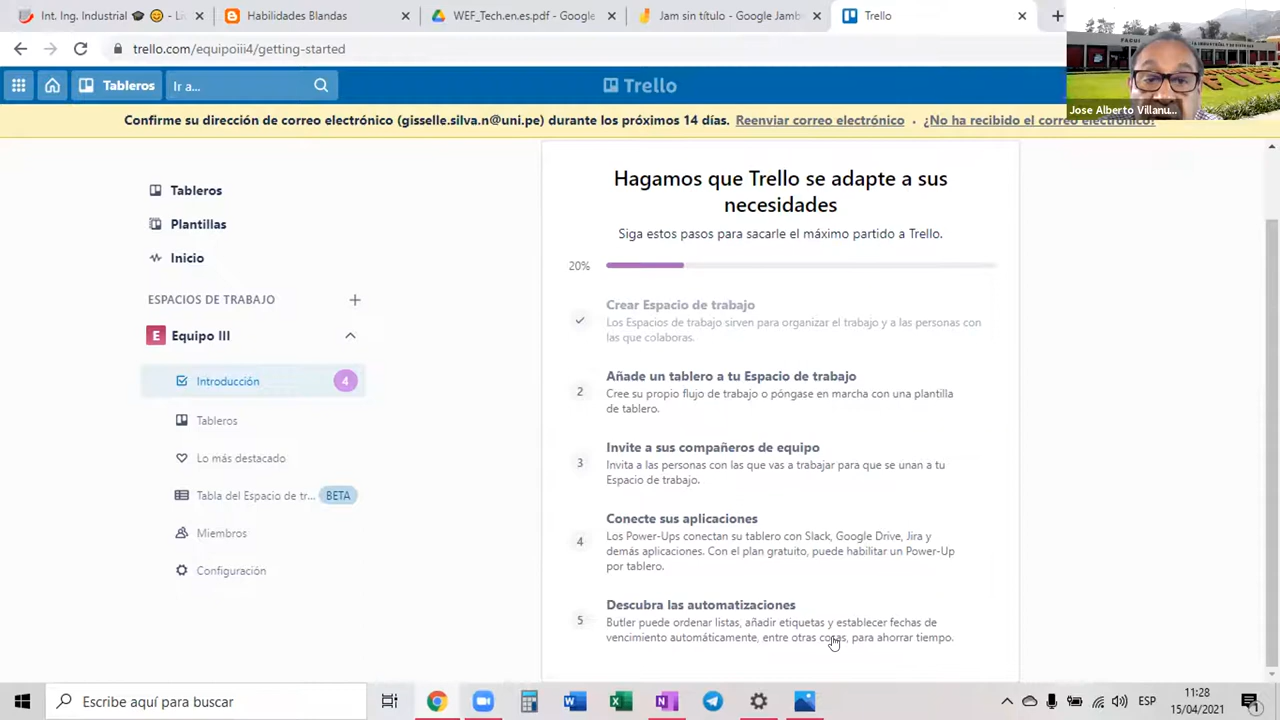 Int. Ing. Industrial 🎓 😊 - Li
Habilidades Blandas
WEF_Tech.en.es.pdf - Google
Jam sin título - Google Jamb
Trello
trello.com/equipoiii4/getting-started
Tableros
Ir a...
Trello
Jose Alberto Villanu...
Confirme su dirección de correo electrónico (gisselle.silva.n@uni.pe) durante los próximos 14 días. Reenviar correo electrónico • ¿No ha recibido el correo electrónico?
Tableros
Plantillas
Inicio
ESPACIOS DE TRABAJO
E Equipo III
Introducción 4
Tableros
Lo más destacado
Tabla del Espacio de tr... BETA
Miembros
Configuración
Hagamos que Trello se adapte a sus
necesidades
Siga estos pasos para sacarle el máximo partido a Trello.
20%
Crear Espacio de trabajo
Los Espacios de trabajo sirven para organizar el trabajo y a las personas con
las que colaboras.
2
Añade un tablero a tu Espacio de trabajo
Cree su propio flujo de trabajo o póngase en marcha con una plantilla
de tablero.
3
Invite a sus compañeros de equipo
Invita a las personas con las que vas a trabajar para que se unan a tu
Espacio de trabajo.
4
Conecte sus aplicaciones
Los Power-Ups conectan su tablero con Slack, Google Drive, Jira y
demás aplicaciones. Con el plan gratuito, puede habilitar un Power-Up
por tablero.
5
Descubra las automatizaciones
Butler puede ordenar listas, añadir etiquetas y establecer fechas de
vencimiento automáticamente, entre otras cosas, para ahorrar tiempo.
Escribe aquí para buscar
ESP
11:28
15/04/2021
1